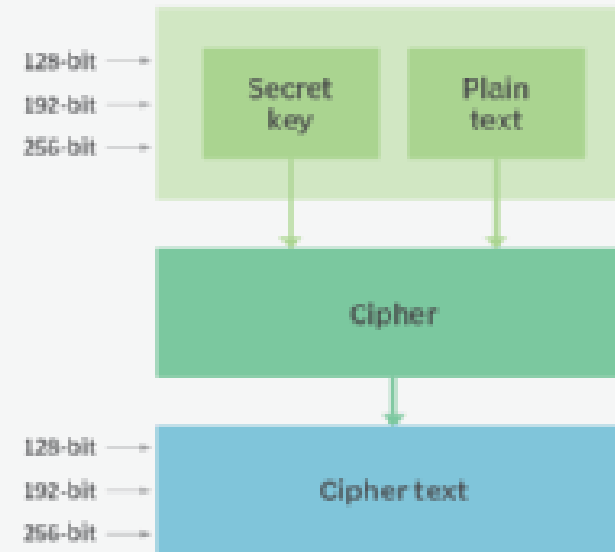 128-bit
192-bit
256-bit
Secret
key
Plain
text
Cipher
128-bit
192-bit
256-bit
Cipher text